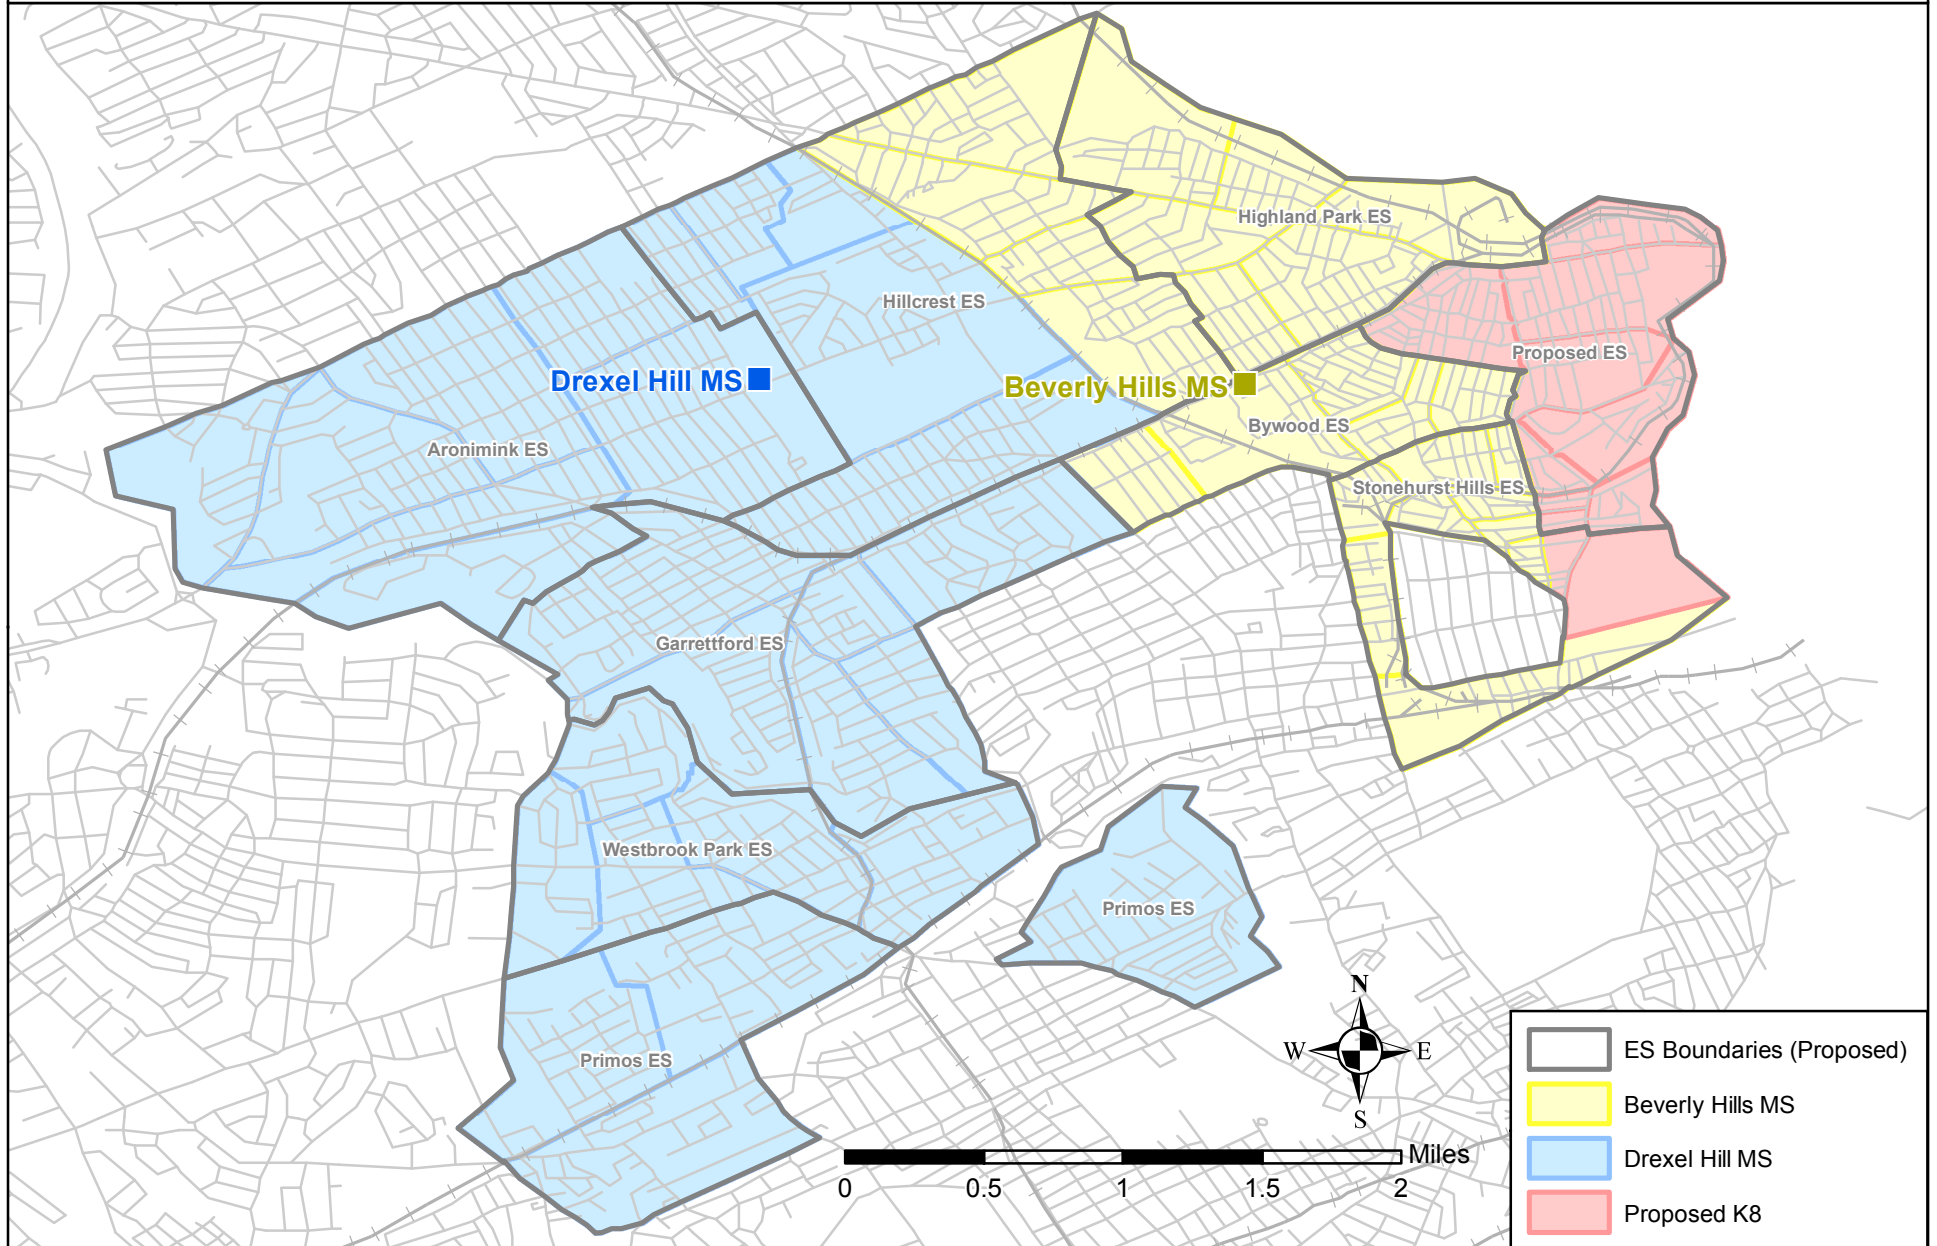 Highland Park ES
Hillcrest ES
Proposed ES
Drexel Hill MS
Beverly Hills MS
Bywood ES
Aronimink ES
Stonehurst Hills ES
Garrettford ES
Westbrook Park ES
Primos ES
Primos ES
N
W E
S
Miles
0 0.5 1 1.5 2
ES Boundaries (Proposed)
Beverly Hills MS
Drexel Hill MS
Proposed K8